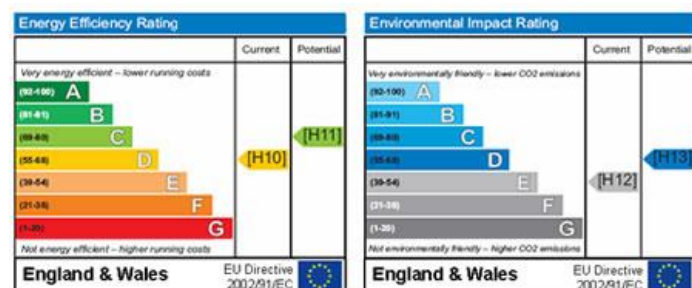 Energy Efficiency Rating
Current Potential
Very energy efficient – lower running costs
(92-100) A
(81-91) B
(69-80) C
[H11]
(55-68) D
[H10]
(39-54) E
(21-38) F
(1-20) G
Not energy efficient – higher running costs
England & Wales
EU Directive
2002/91/EC
Environmental Impact Rating
Current Potential
Very environmentally friendly – lower CO2 emissions
(92-100) A
(81-91) B
(69-80) C
(55-68) D
[H13]
(39-54) E
[H12]
(21-38) F
(1-20) G
Not environmentally friendly – higher CO2 emissions
England & Wales
EU Directive
2002/91/EC